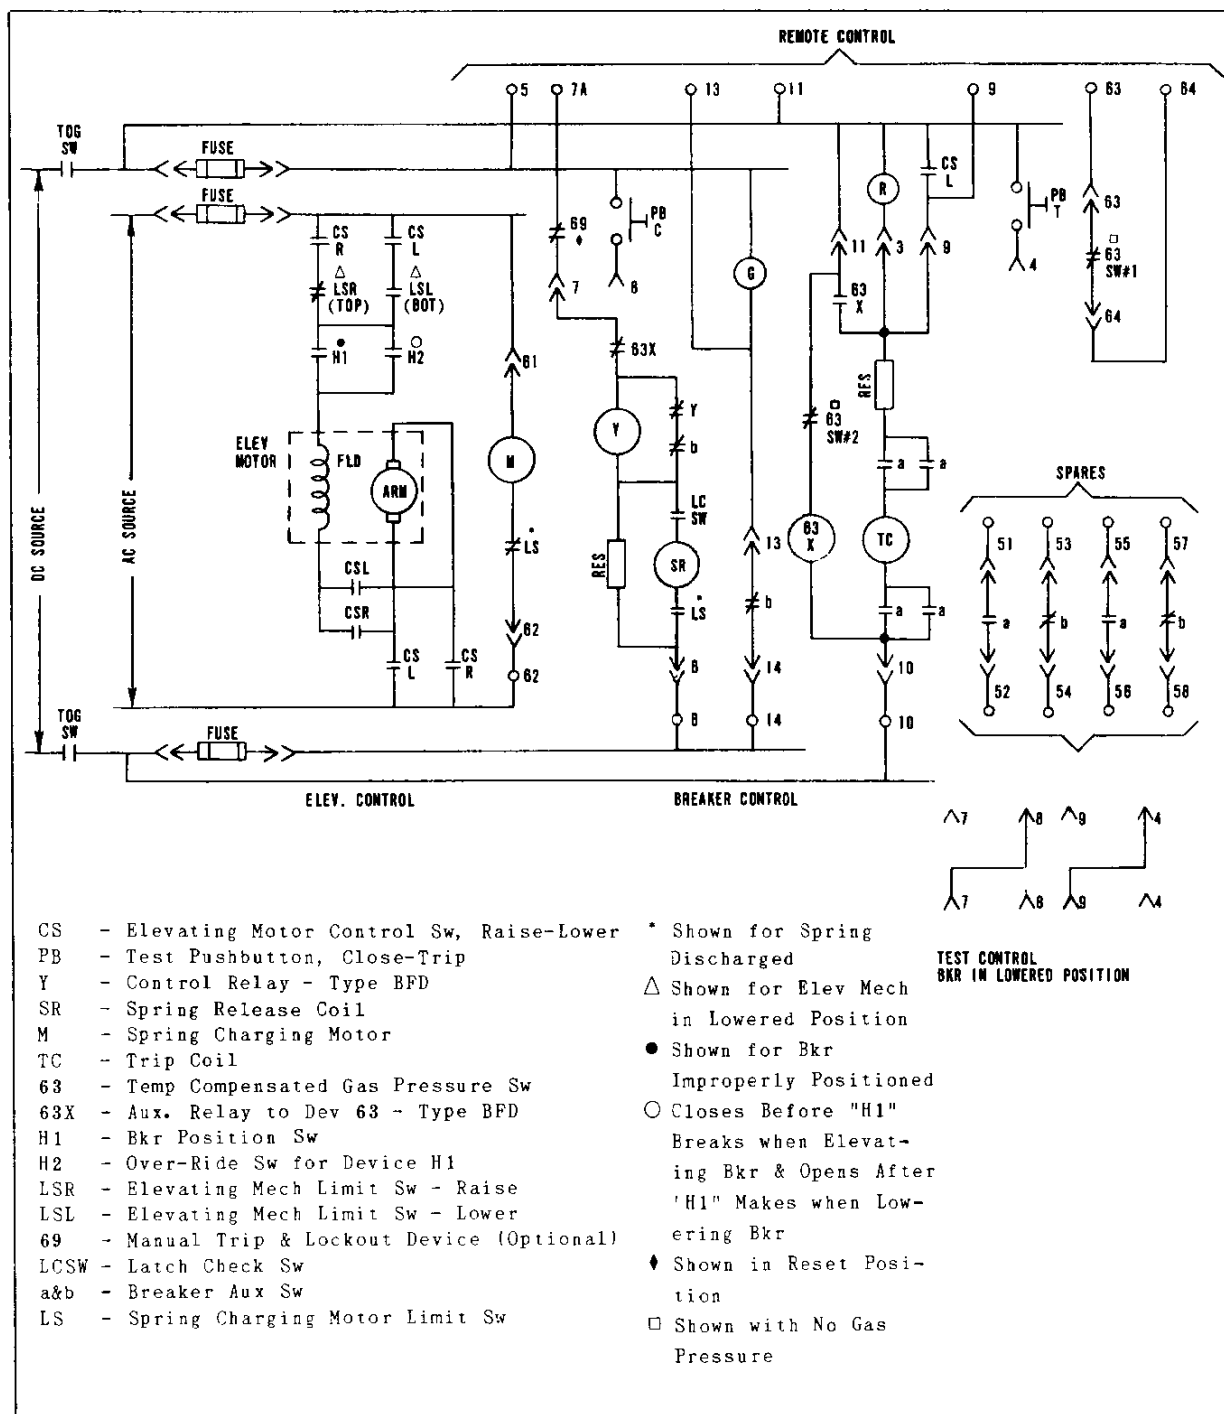 REMOTE CONTROL
5 7A 13 11 9 63 64
TOG
SW
FUSE
FUSE
CS
R
CS
L
LSR
(TOP)
LSL
(BOT)
H1
H2
61
69
7
PB
C
6
G
63X
Y
Y
b
LC
SW
SR
LS
RES
8
8
13
b
14
14
11
3
9
R
CS
L
63
X
63
SW#2
63
X
RES
a
a
TC
a
a
10
10
PB
T
4
63
63
SW#1
64
ELEV
MOTOR
FLD
ARM
M
LS
CSL
CSR
CS
L
CS
R
62
62
DC SOURCE
AC SOURCE
TOG
SW
FUSE
SPARES
51 53 55 57
a b a b
52 54 56 58
ELEV. CONTROL
BREAKER CONTROL
7 8 9 4
7 8 9 4
TEST CONTROL
BKR IN LOWERED POSITION
CS - Elevating Motor Control Sw, Raise-Lower
PB - Test Pushbutton, Close-Trip
Y - Control Relay - Type BFD
SR - Spring Release Coil
M - Spring Charging Motor
TC - Trip Coil
63 - Temp Compensated Gas Pressure Sw
63X - Aux. Relay to Dev 63 - Type BFD
H1 - Bkr Position Sw
H2 - Over-Ride Sw for Device H1
LSR - Elevating Mech Limit Sw - Raise
LSL - Elevating Mech Limit Sw - Lower
69 - Manual Trip & Lockout Device (Optional)
LCSW - Latch Check Sw
a&b - Breaker Aux Sw
LS - Spring Charging Motor Limit Sw
* Shown for Spring
Discharged
△ Shown for Elev Mech
in Lowered Position
● Shown for Bkr
Improperly Positioned
○ Closes Before "H1"
Breaks when Elevat-
ing Bkr & Opens After
'H1" Makes when Low-
ering Bkr
♦ Shown in Reset Posi-
tion
□ Shown with No Gas
Pressure